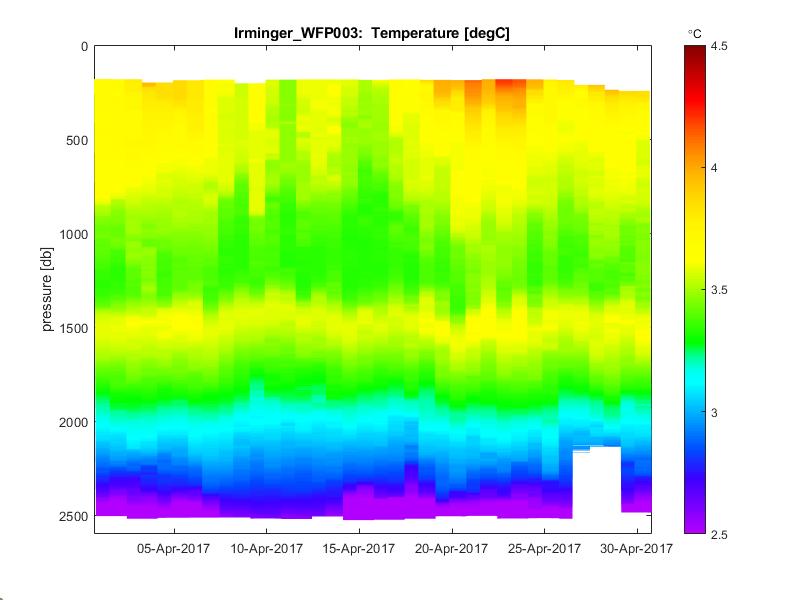 Irminger_WFP003:  Temperature [degC]
°C
4.5
4
3.5
3
2.5
0
500
1000
1500
2000
2500
pressure [db]
05-Apr-2017 10-Apr-2017 15-Apr-2017 20-Apr-2017 25-Apr-2017 30-Apr-2017